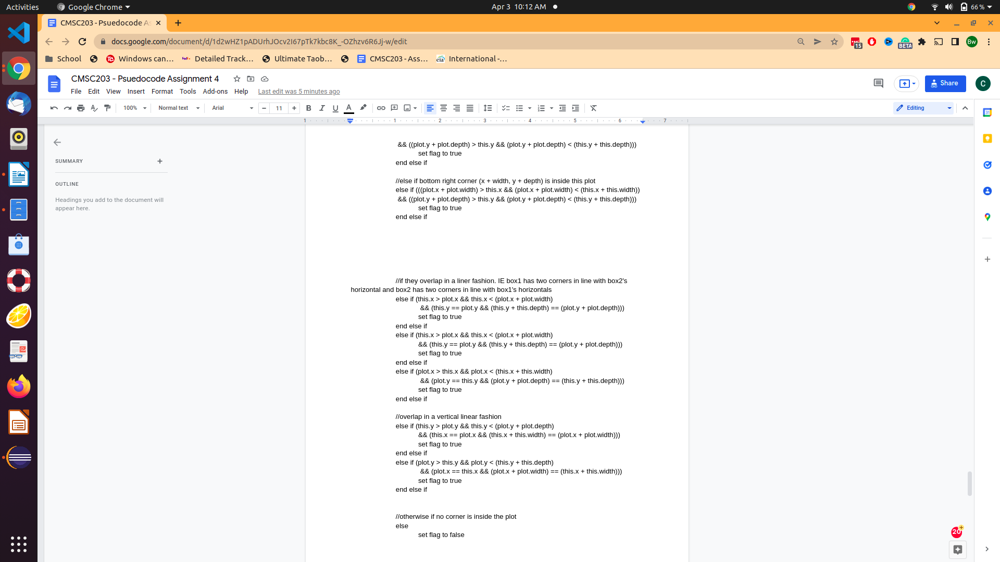 Activities
Google Chrome
Apr 3 10:12 AM
66 %
CMSC203 - Psuedocode As
docs.google.com/document/d/1d2wHZ1pADUrhJOcv2I67pTk7kbc8K_-OZhzv6R6Jj-w/edit
15
BETA
Bw
School
Windows can...
Detailed Track...
Ultimate Taob...
CMSC203 - Ass...
International -...
CMSC203 - Psuedocode Assignment 4
Share
C
File Edit View Insert Format Tools Add-ons Help Last edit was 5 minutes ago
100% Normal text Arial 11 B I U A
Editing
31
1 1 2 3 4 5 6 7
SUMMARY
OUTLINE
Headings you add to the document will
appear here.
&& ((plot.y + plot.depth) > this.y && (plot.y + plot.depth) < (this.y + this.depth)))
set flag to true
end else if
//else if bottom right corner (x + width, y + depth) is inside this plot
else if (((plot.x + plot.width) > this.x && (plot.x + plot.width) < (this.x + this.width))
&& ((plot.y + plot.depth) > this.y && (plot.y + plot.depth) < (this.y + this.depth)))
set flag to true
end else if
//if they overlap in a liner fashion. IE box1 has two corners in line with box2's
horizontal and box2 has two corners in line with box1's horizontals
else if (this.x > plot.x && this.x < (plot.x + plot.width)
&& (this.y == plot.y && (this.y + this.depth) == (plot.y + plot.depth)))
set flag to true
end else if
else if (this.x > plot.x && this.x < (plot.x + plot.width)
&& (this.y == plot.y && (this.y + this.depth) == (plot.y + plot.depth)))
set flag to true
end else if
else if (plot.x > this.x && plot.x < (this.x + this.width)
&& (plot.y == this.y && (plot.y + plot.depth) == (this.y + this.depth)))
set flag to true
end else if
//overlap in a vertical linear fashion
else if (this.y > plot.y && this.y < (plot.y + plot.depth)
&& (this.x == plot.x && (this.x + this.width) == (plot.x + plot.width)))
set flag to true
end else if
else if (plot.y > this.y && plot.y < (this.y + this.depth)
&& (plot.x == this.x && (plot.x + plot.width) == (this.x + this.width)))
set flag to true
end else if
//otherwise if no corner is inside the plot
else
set flag to false
20